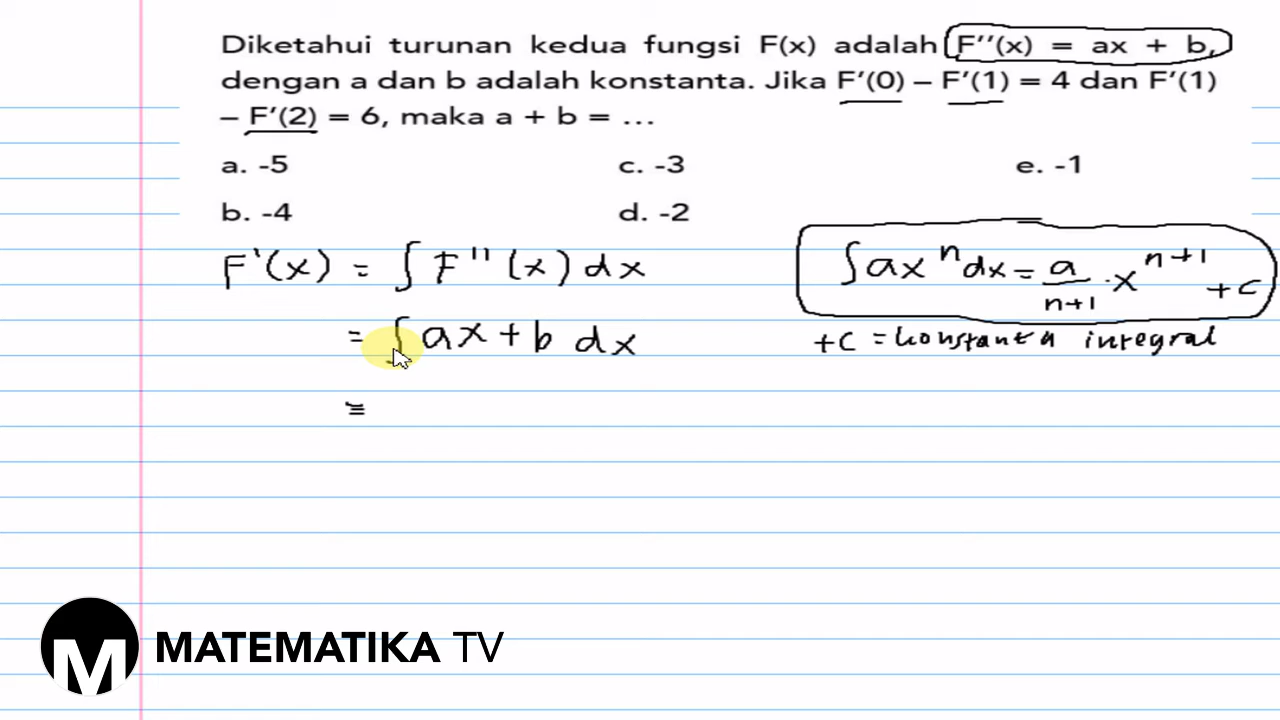 Diketahui turunan kedua fungsi F(x) adalah F''(x) = ax + b,
dengan a dan b adalah konstanta. Jika F'(0) – F'(1) = 4 dan F'(1)
– F'(2) = 6, maka a + b = ...
a. -5 c. -3 e. -1
b. -4 d. -2
F'(x) = ∫ F''(x) dx
∫ax^n dx = a/(n+1) · x^(n+1) + c
= ∫ ax + b dx
+c = konstanta integral
=
M MATEMATIKA TV